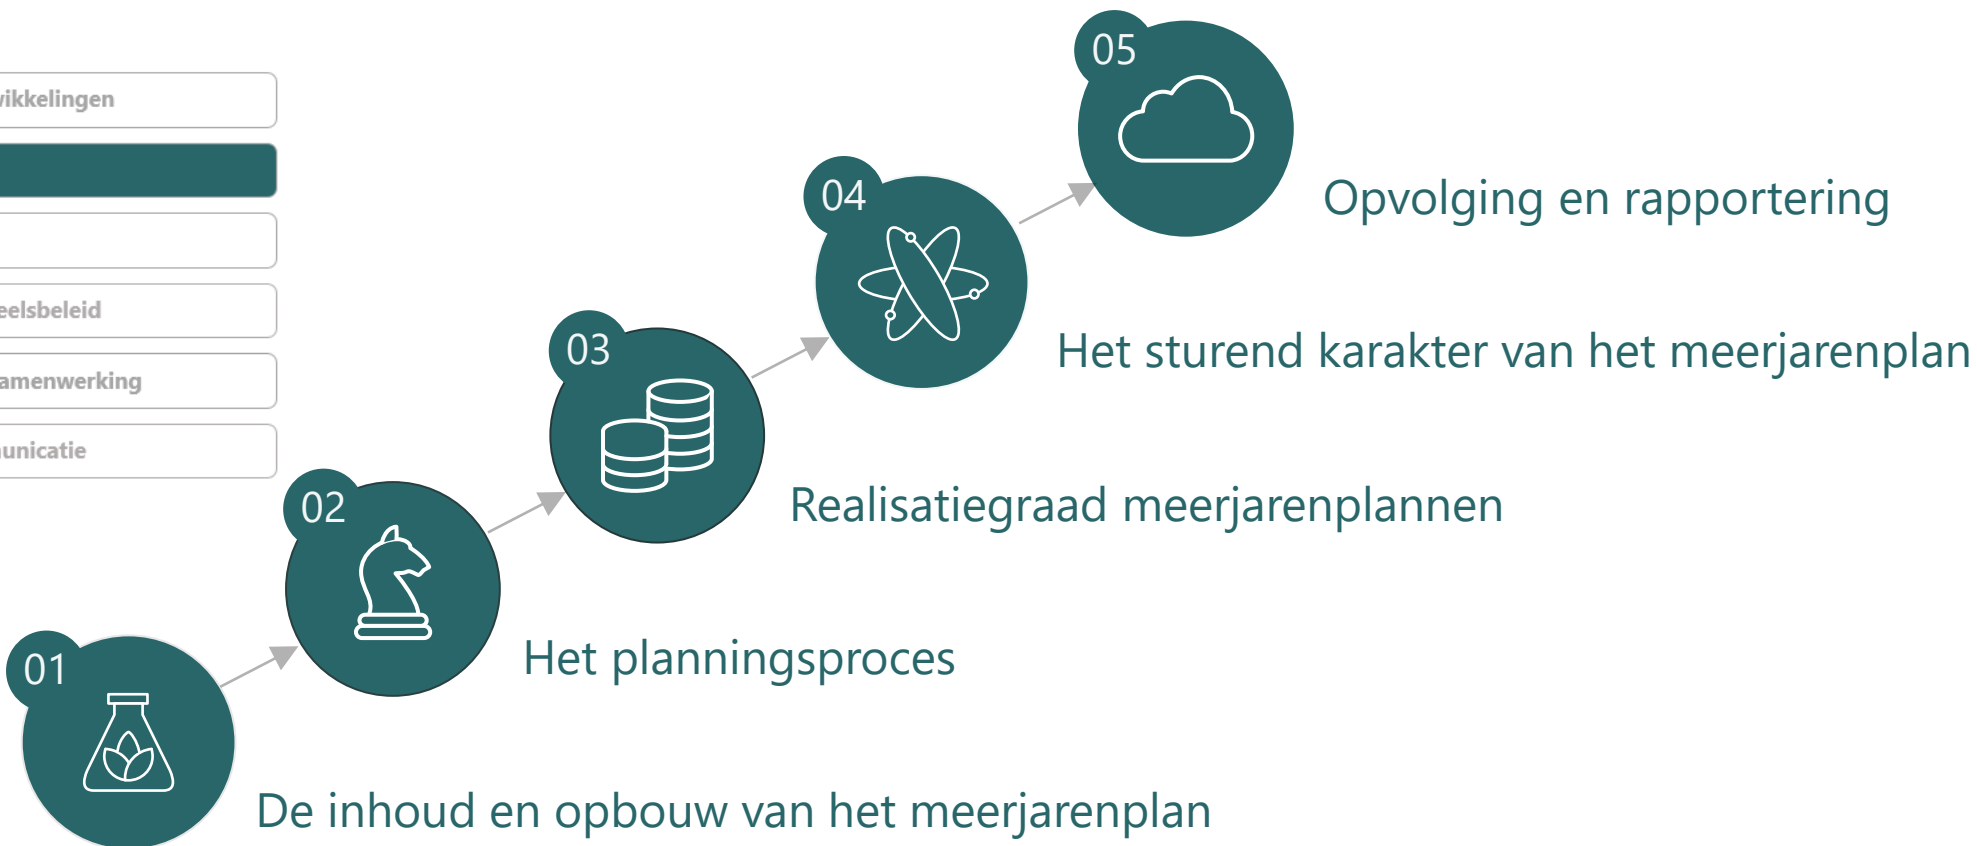 wikkelingen
eelsbeleid
amenwerking
unicatie
05
Opvolging en rapportering
04
Het sturend karakter van het meerjarenplan
03
Realisatiegraad meerjarenplannen
02
Het planningsproces
01
De inhoud en opbouw van het meerjarenplan